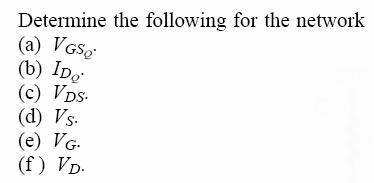 Determine the following for the network
(a) V_{GS_Q}.
(b) I_{D_Q}.
(c) V_{DS}.
(d) V_S.
(e) V_G.
(f) V_D.